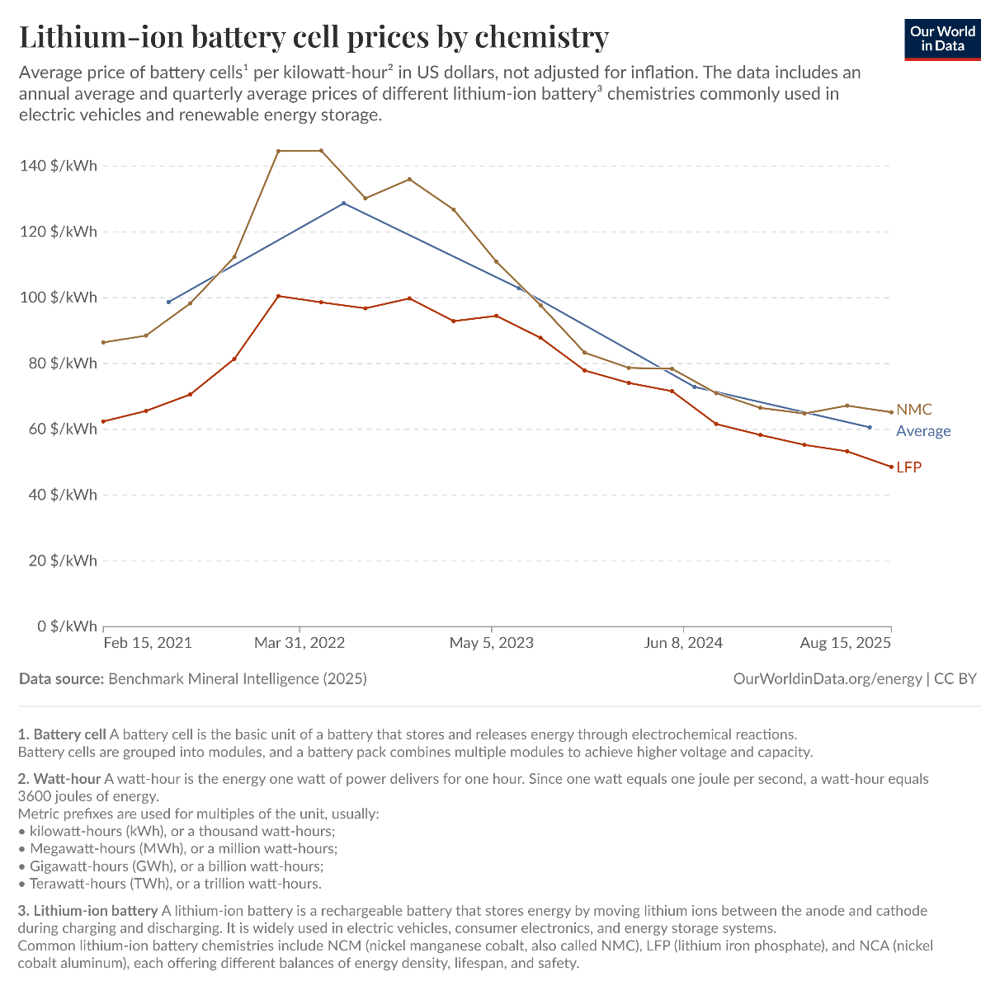 Lithium-ion battery cell prices by chemistry
Our World
in Data
Average price of battery cells¹ per kilowatt-hour² in US dollars, not adjusted for inflation. The data includes an
annual average and quarterly average prices of different lithium-ion battery³ chemistries commonly used in
electric vehicles and renewable energy storage.
140 $/kWh
120 $/kWh
100 $/kWh
80 $/kWh
60 $/kWh
40 $/kWh
20 $/kWh
0 $/kWh
NMC
Average
LFP
Feb 15, 2021
Mar 31, 2022
May 5, 2023
Jun 8, 2024
Aug 15, 2025
Data source: Benchmark Mineral Intelligence (2025)
OurWorldinData.org/energy | CC BY
1. Battery cell A battery cell is the basic unit of a battery that stores and releases energy through electrochemical reactions.
Battery cells are grouped into modules, and a battery pack combines multiple modules to achieve higher voltage and capacity.
2. Watt-hour A watt-hour is the energy one watt of power delivers for one hour. Since one watt equals one joule per second, a watt-hour equals
3600 joules of energy.
Metric prefixes are used for multiples of the unit, usually:
• kilowatt-hours (kWh), or a thousand watt-hours;
• Megawatt-hours (MWh), or a million watt-hours;
• Gigawatt-hours (GWh), or a billion watt-hours;
• Terawatt-hours (TWh), or a trillion watt-hours.
3. Lithium-ion battery A lithium-ion battery is a rechargeable battery that stores energy by moving lithium ions between the anode and cathode
during charging and discharging. It is widely used in electric vehicles, consumer electronics, and energy storage systems.
Common lithium-ion battery chemistries include NCM (nickel manganese cobalt, also called NMC), LFP (lithium iron phosphate), and NCA (nickel
cobalt aluminum), each offering different balances of energy density, lifespan, and safety.